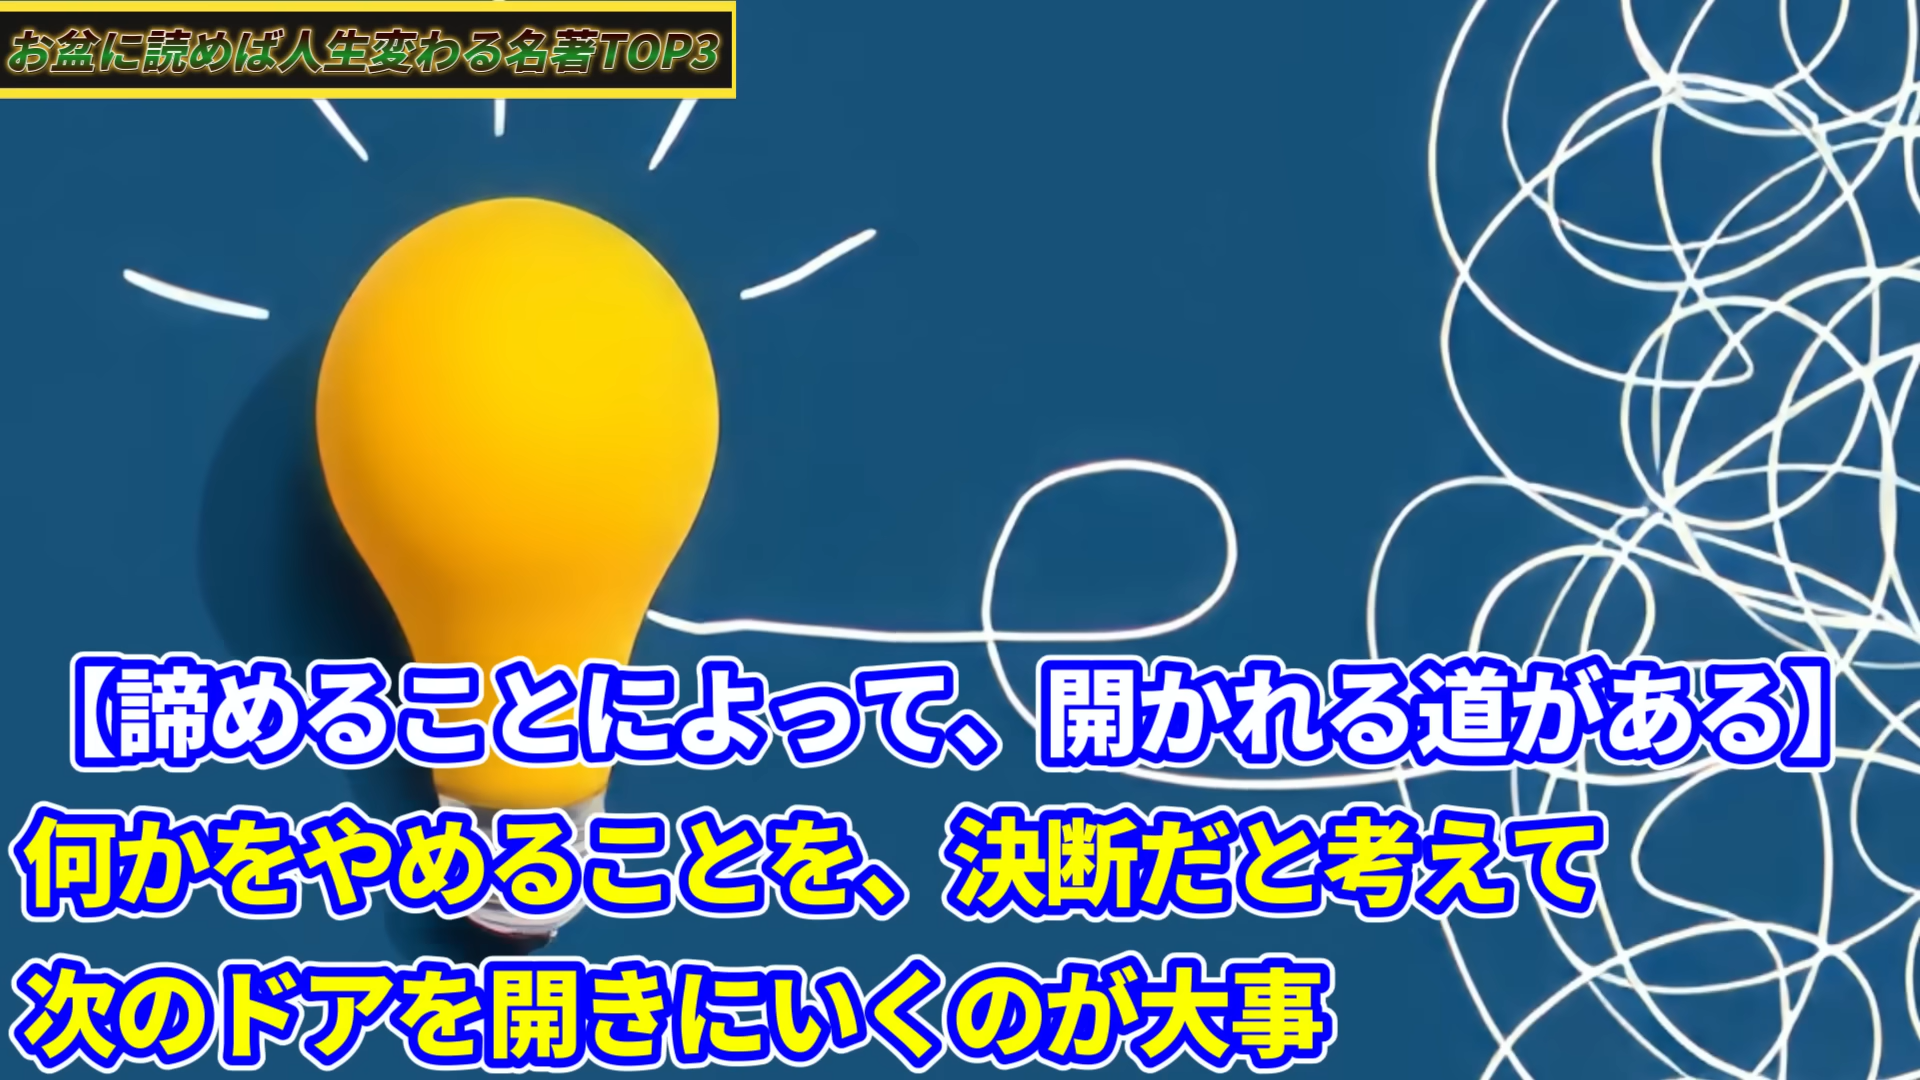 お盆に読めば人生変わる名著TOP3
【諦めることによって、開かれる道がある】
何かをやめることを、決断だと考えて
次のドアを開きにいくのが大事